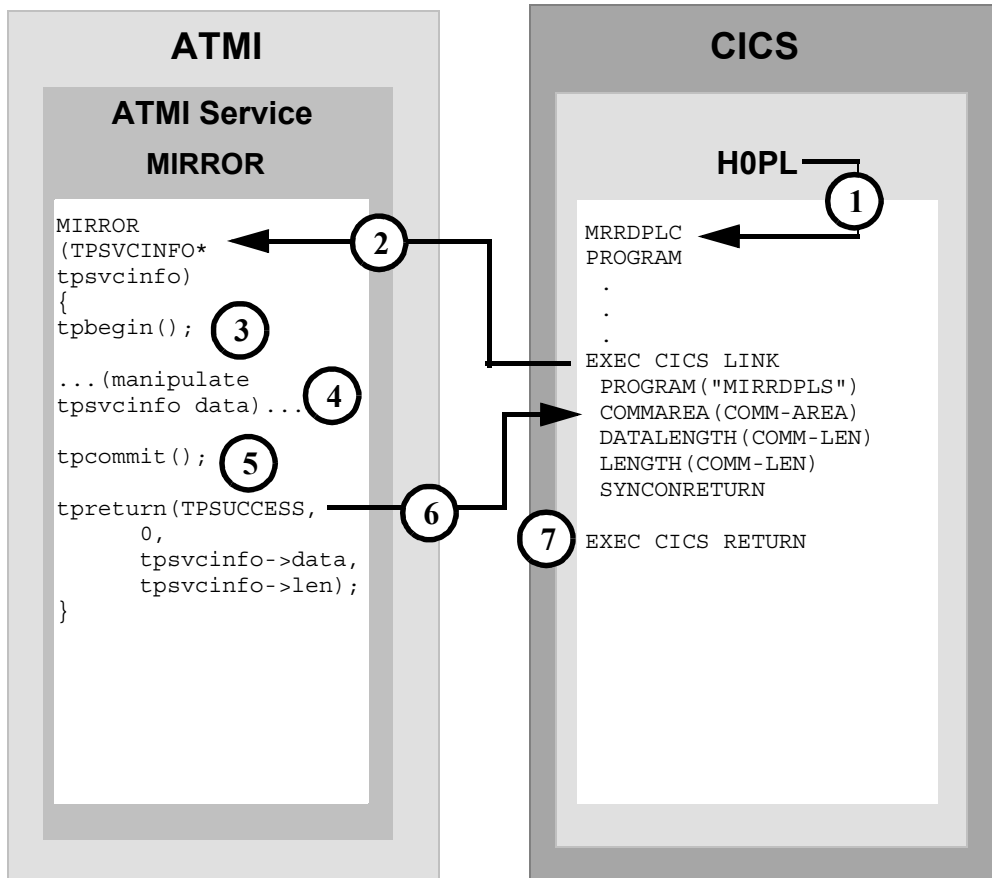 ATMI
ATMI Service
MIRROR
MIRROR
(TPSVCINFO*
tpsvcinfo)
{
tpbegin();
3
...(manipulate
tpsvcinfo data)...
4
tpcommit();
5
tpreturn(TPSUCCESS,
0,
tpsvcinfo->data,
tpsvcinfo->len);
}
2
6
CICS
H0PL
1
MRRDPLC
PROGRAM
.
.
.
EXEC CICS LINK
PROGRAM("MIRRDPLS")
COMMAREA(COMM-AREA)
DATALENGTH(COMM-LEN)
LENGTH(COMM-LEN)
SYNCONRETURN
7
EXEC CICS RETURN